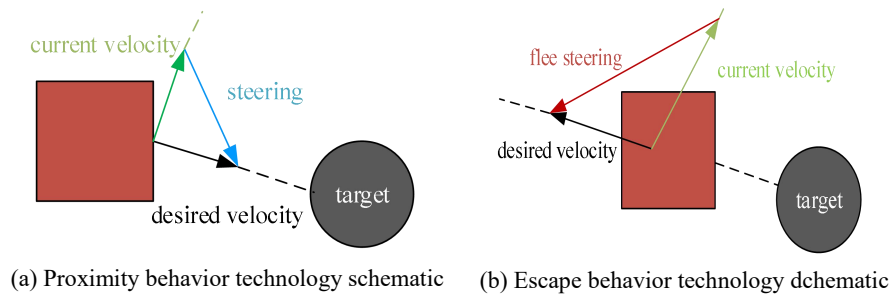 current velocity
steering
desired velocity
target
(a) Proximity behavior technology schematic
flee steering
current velocity
desired velocity
target
(b) Escape behavior technology dchematic